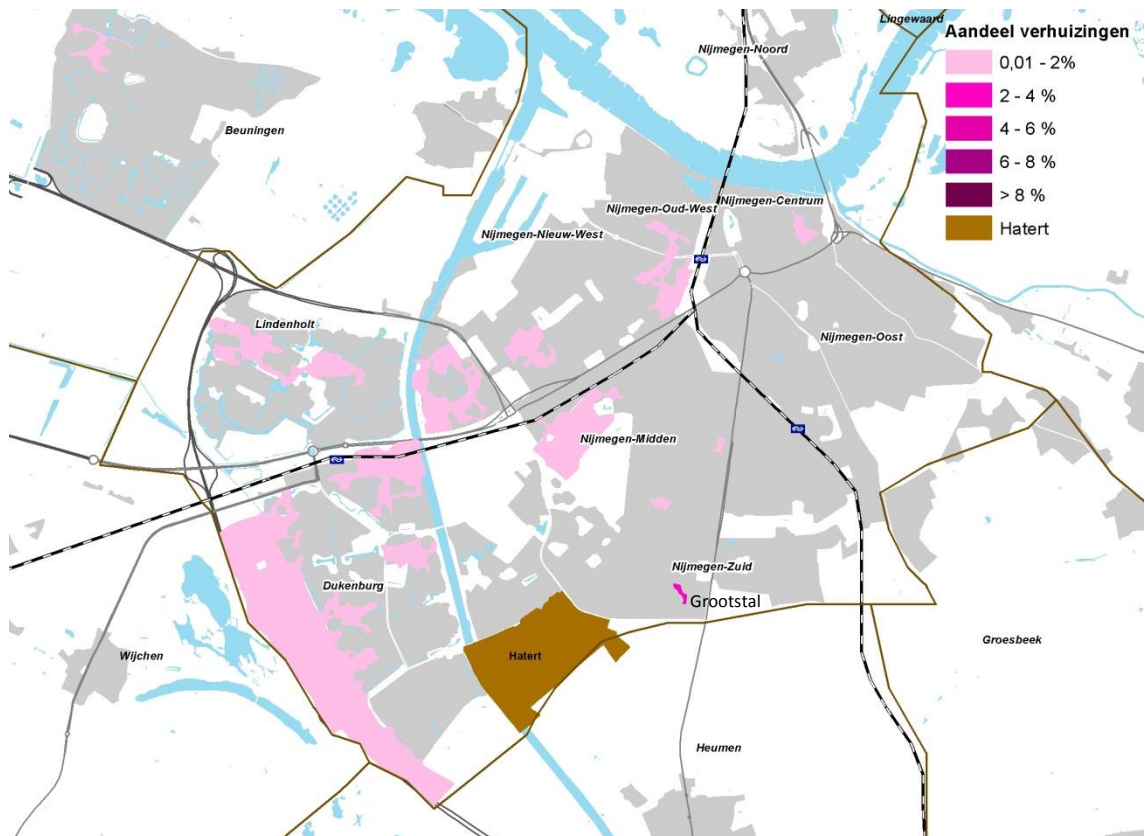 Lingewaard
Nijmegen-Noord
Aandeel verhuizingen
0,01 - 2%
2 - 4 %
4 - 6 %
6 - 8 %
> 8 %
Hatert
Beuningen
Nijmegen-Oud-West
Nijmegen-Centrum
Nijmegen-Nieuw-West
Lindenholt
Nijmegen-Oost
Nijmegen-Midden
Nijmegen-Zuid
Dukenburg
Grootstal
Groesbeek
Wijchen
Hatert
Heumen